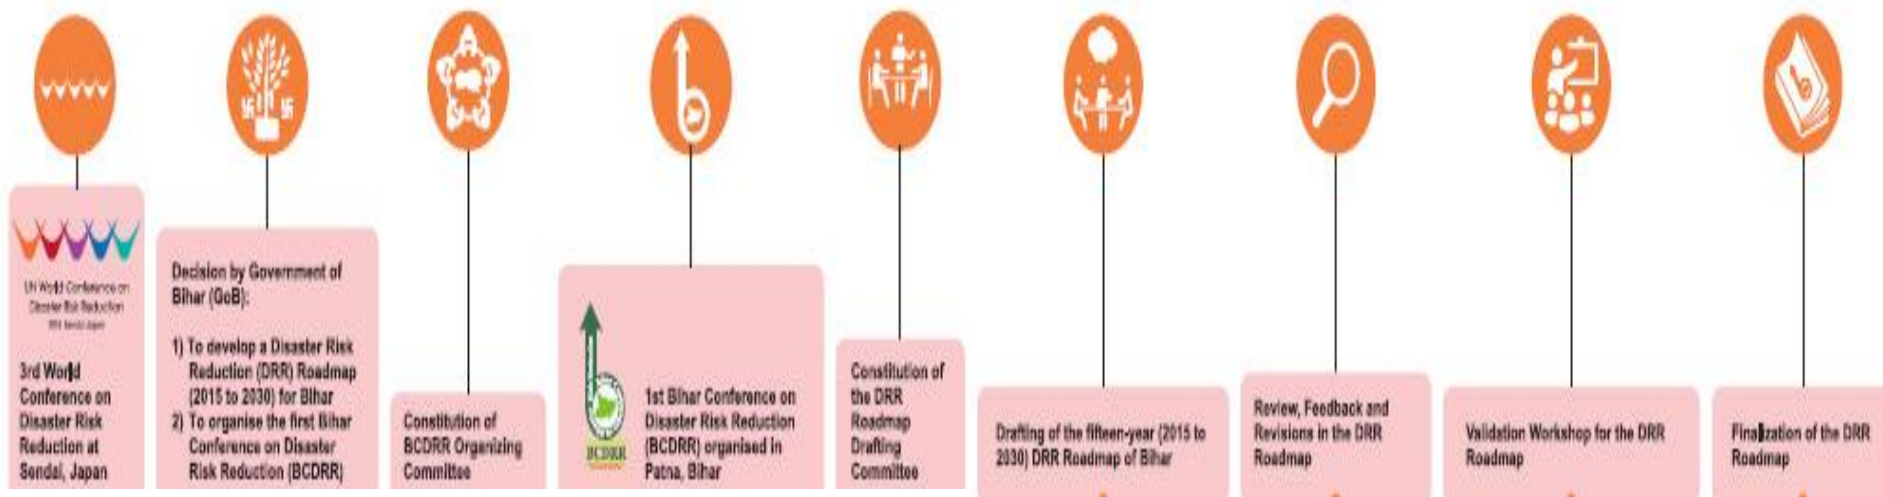 UN World Conference on
Disaster Risk Reduction
3rd World
Conference on
Disaster Risk
Reduction at
Sendai, Japan
Decision by Government of
Bihar (GoB):
1) To develop a Disaster Risk
Reduction (DRR) Roadmap
(2015 to 2030) for Bihar
2) To organise the first Bihar
Conference on Disaster
Risk Reduction (BCDRR)
Constitution of
BCDRR Organizing
Committee
BCDRR
1st Bihar Conference on
Disaster Risk Reduction
(BCDRR) organised in
Patna, Bihar
Constitution of
the DRR
Roadmap
Drafting
Committee
Drafting of the fifteen-year (2015 to
2030) DRR Roadmap of Bihar
Review, Feedback and
Revisions in the DRR
Roadmap
Validation Workshop for the DRR
Roadmap
Finalization of the DRR
Roadmap